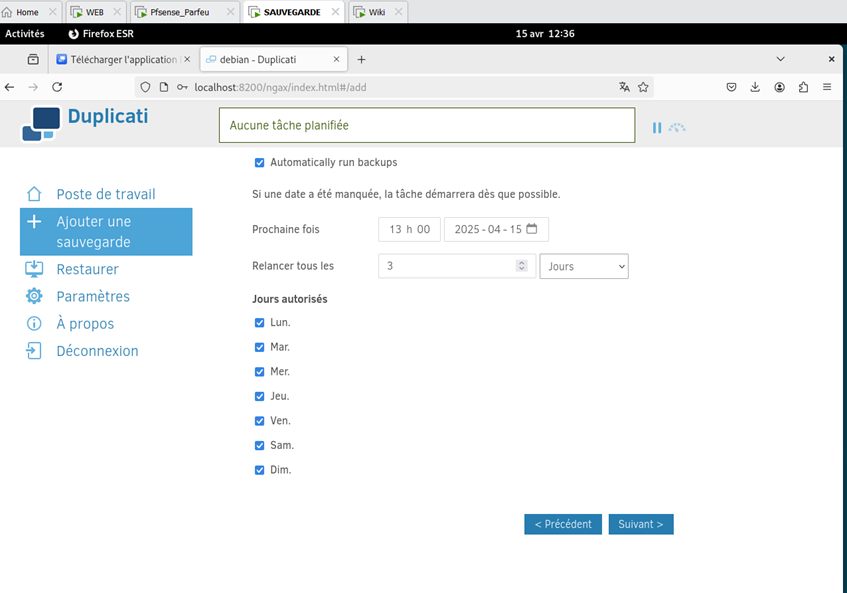 Home
WEB
Pfsense_Parfeu
SAUVEGARDE
Wiki
Activités
Firefox ESR
15 avr 12:36
Télécharger l'application
debian - Duplicati
localhost:8200/ngax/index.html#/add
Duplicati
Aucune tâche planifiée
Poste de travail
Ajouter une
sauvegarde
Restaurer
Paramètres
À propos
Déconnexion
Automatically run backups
Si une date a été manquée, la tâche démarrera dès que possible.
Prochaine fois 13 h 00 2025-04-15
Relancer tous les 3 Jours
Jours autorisés
Lun.
Mar.
Mer.
Jeu.
Ven.
Sam.
Dim.
< Précédent Suivant >